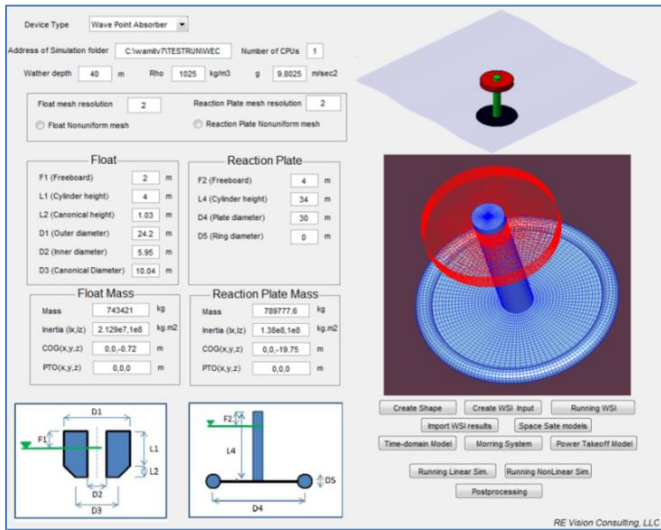 Device Type Wave Point Absorber
Address of Simulation folder C:\wamitv7\TESTRUN\WEC Number of CPUs 1
Wather depth 40 m Rho 1025 kg/m3 g 9.8025 m/sec2
Float mesh resolution 2 Reaction Plate mesh resolution 2
Float Nonuniform mesh Reaction Plate Nonuniform mesh
Float
F1 (Freeboard) 2 m
L1 (Cylinder height) 4 m
L2 (Canonical height) 1.03 m
D1 (Outer diameter) 24.2 m
D2 (Inner diameter) 5.95 m
D3 (Canonical Diameter) 10.04 m
Reaction Plate
F2 (Freeboard) 4 m
L4 (Cylinder height) 34 m
D4 (Plate diameter) 30 m
D5 (Ring diameter) 0 m
Float Mass
Mass 743421 kg
Inertia (Ix,Iz) 2.129e7,1e8 kg.m2
COG(x,y,z) 0,0,-0.72 m
PTO(x,y,z) 0,0,0 m
Reaction Plate Mass
Mass 789777.6 kg
Inertia (Ix,Iz) 1.38e8,1e8 kg.m2
COG(x,y,z) 0,0,-19.75 m
PTO(x,y,z) 0,0,0 m
D1
F1
L1
L2
D2
D3
F2
L4
D5
D4
Create Shape Create WSI Input Running WSI
Import WSI results Space Sate models
Time-domain Model Morring System Power Takeoff Model
Running Linear Sim. Running NonLinear Sim.
Postprocessing
RE Vision Consulting, LLC